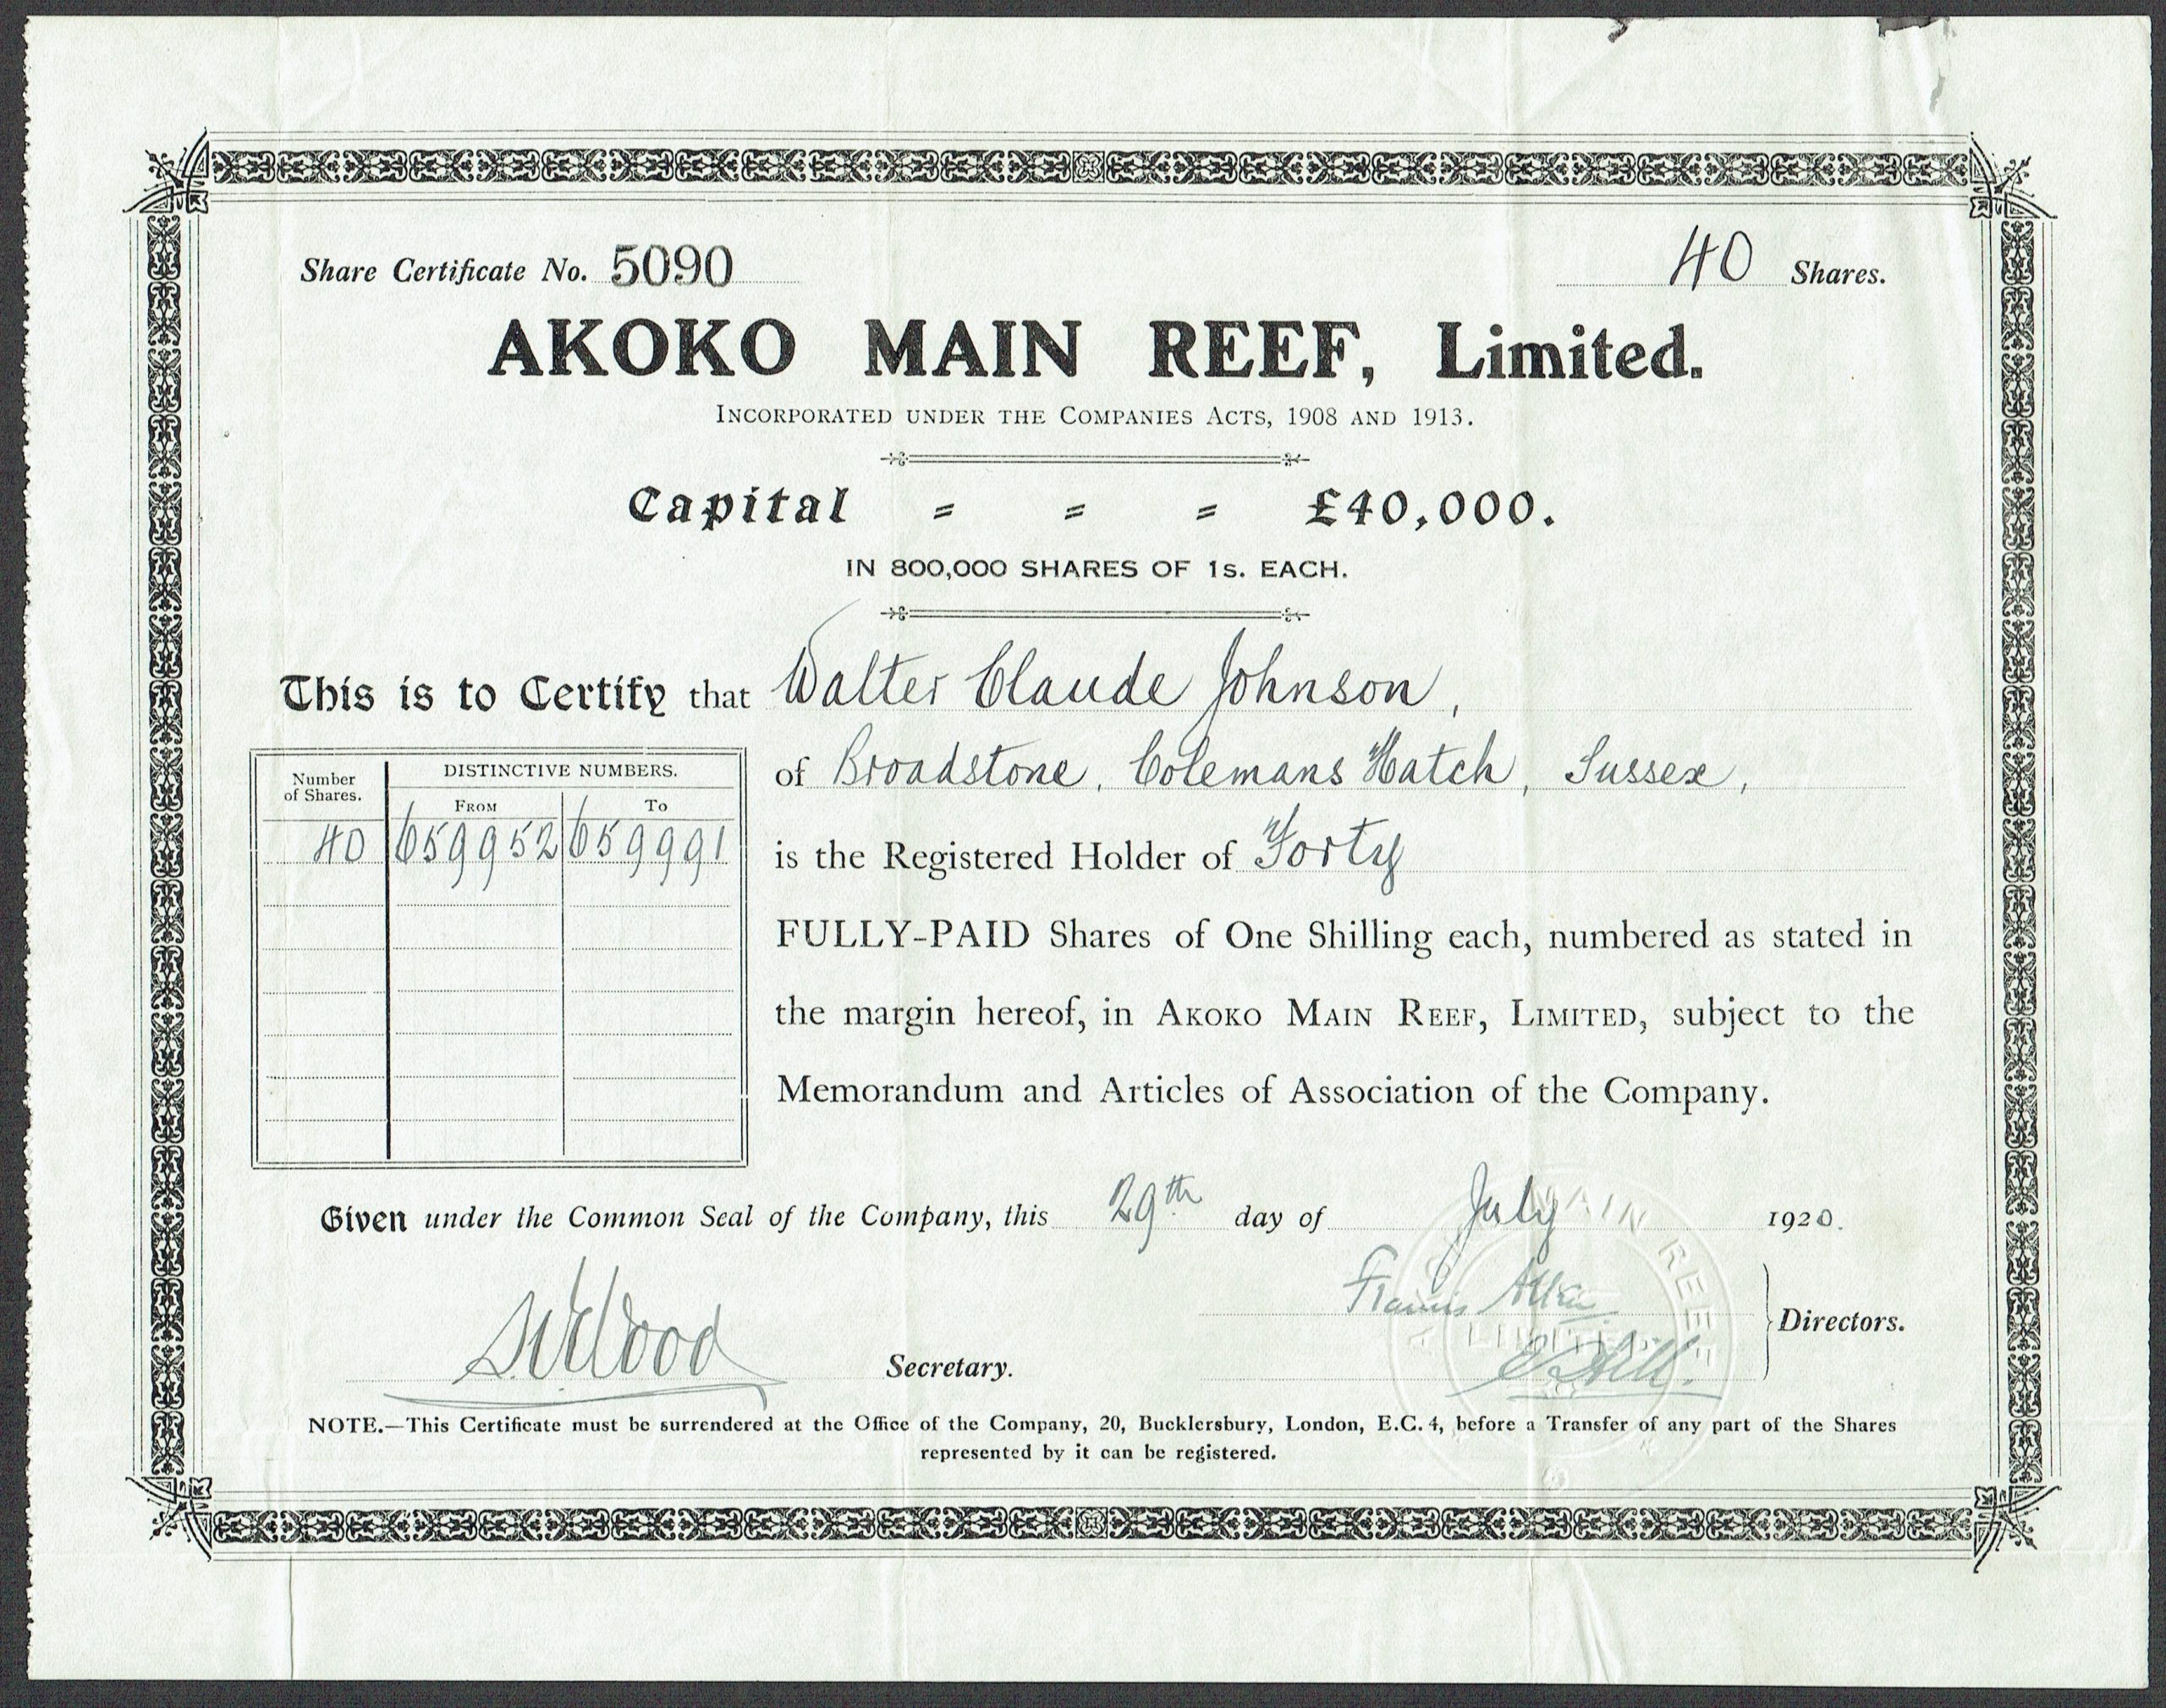 Share Certificate No. 5090
40 Shares.
AKOKO MAIN REEF, Limited.
INCORPORATED UNDER THE COMPANIES ACTS, 1908 AND 1913.
Capital = = = £40,000.
IN 800,000 SHARES OF 1s. EACH.
This is to Certify that Walter Claude Johnson,
of Broadstone, Colemans Hatch, Sussex,
is the Registered Holder of Forty
FULLY-PAID Shares of One Shilling each, numbered as stated in
the margin hereof, in AKOKO MAIN REEF, LIMITED, subject to the
Memorandum and Articles of Association of the Company.
Number of Shares.
DISTINCTIVE NUMBERS.
FROM To
40 659952 659991
Given under the Common Seal of the Company, this 29th day of July 1920.
Francis
Directors.
Wood
Secretary.
E Hill.
NOTE.—This Certificate must be surrendered at the Office of the Company, 20, Bucklersbury, London, E.C. 4, before a Transfer of any part of the Shares
represented by it can be registered.
MAIN REEF
LIMITED